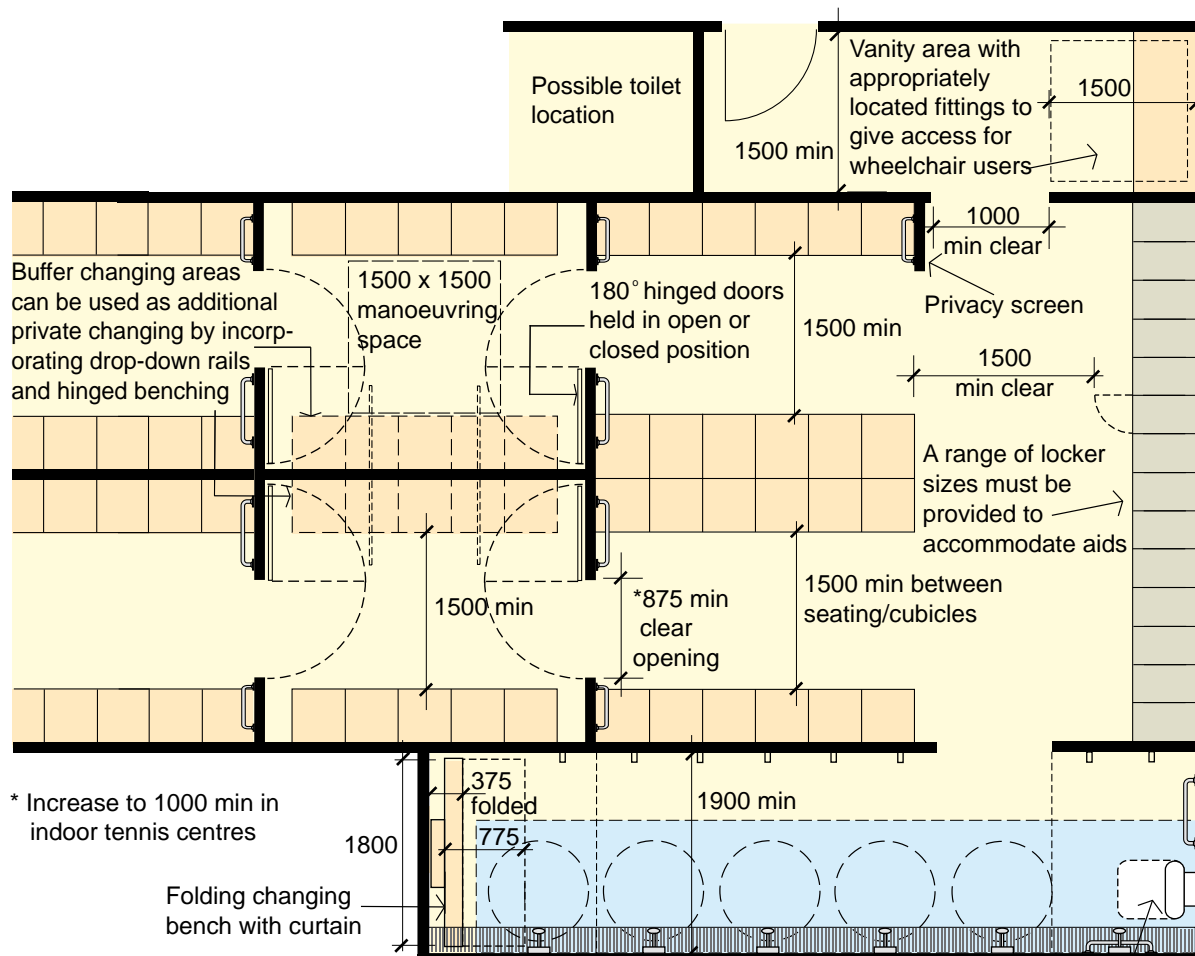 Possible toilet
location
1500 min
Vanity area with
appropriately
located fittings to
give access for
wheelchair users
1500
1000
min clear
Privacy screen
Buffer changing areas
can be used as additional
private changing by incorp-
orating drop-down rails
and hinged benching
1500 x 1500
manoeuvring
space
180° hinged doors
held in open or
closed position
1500 min
1500
min clear
A range of locker
sizes must be
provided to
accommodate aids
1500 min
*875 min
clear
opening
1500 min between
seating/cubicles
* Increase to 1000 min in
indoor tennis centres
375
folded
775
1800
1900 min
Folding changing
bench with curtain